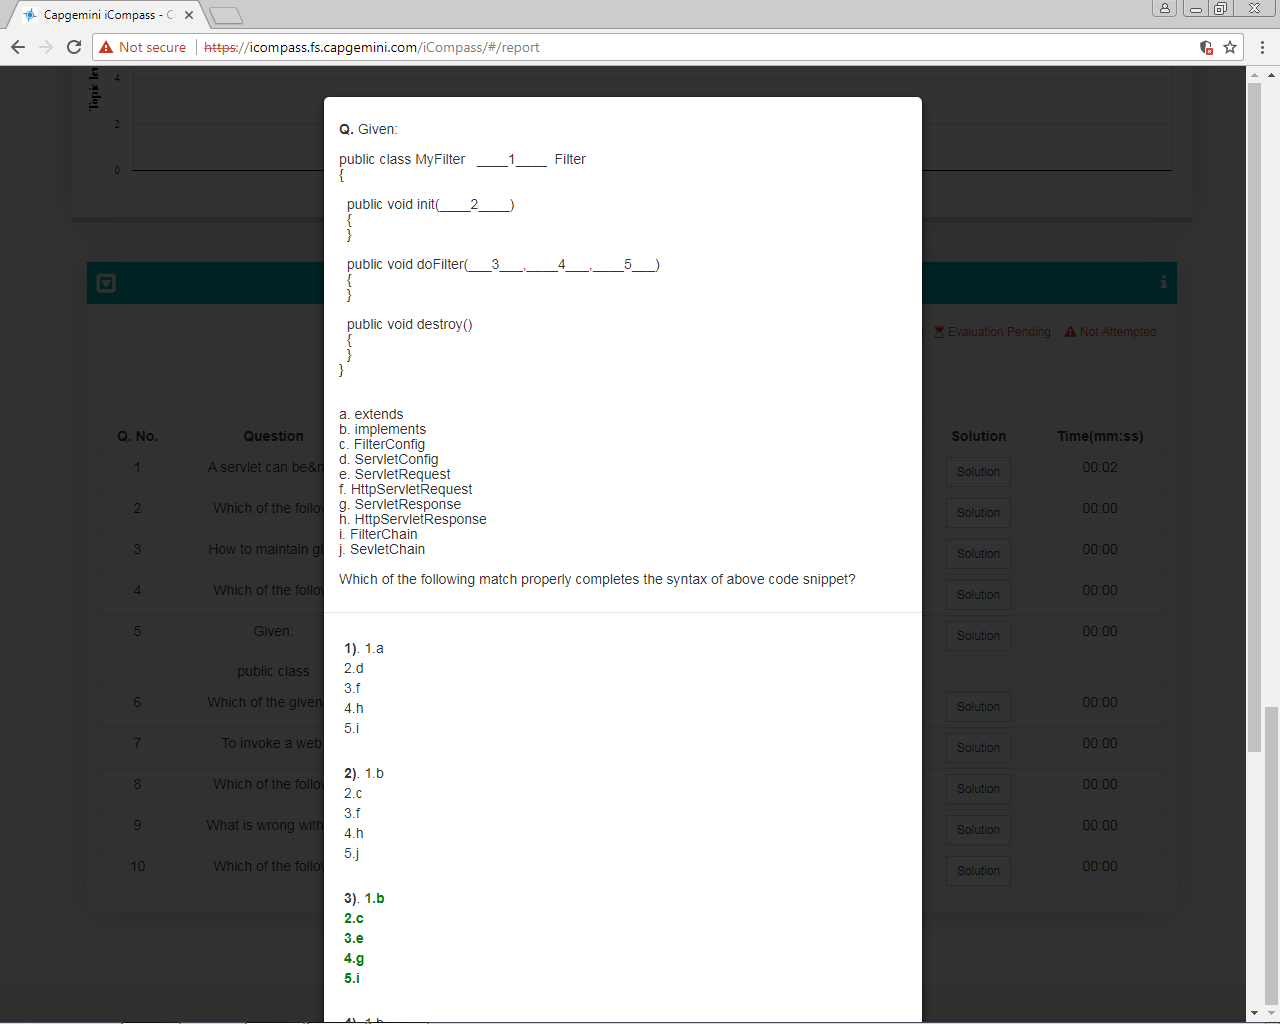 Capgemini iCompass - C
Not secure
https://icompass.fs.capgemini.com/iCompass/#/report
4
2
0
Q. Given:
public class MyFilter ____1____ Filter
{
public void init(____2____)
{
}
public void doFilter(___3___,____4___,____5___)
{
}
public void destroy()
{
}
}
a. extends
b. implements
c. FilterConfig
d. ServletConfig
e. ServletRequest
f. HttpServletRequest
g. ServletResponse
h. HttpServletResponse
i. FilterChain
j. SevletChain
Which of the following match properly completes the syntax of above code snippet?
1). 1.a
2.d
3.f
4.h
5.i
2). 1.b
2.c
3.f
4.h
5.j
3). 1.b
2.c
3.e
4.g
5.i
Evaluation Pending Not Attempted
Q. No. Question Solution Time(mm:ss)
1 A servlet can be&n Solution 00:02
2 Which of the follo Solution 00:00
3 How to maintain gl Solution 00:00
4 Which of the follo Solution 00:00
5 Given: Solution 00:00
public class
6 Which of the given Solution 00:00
7 To invoke a web Solution 00:00
8 Which of the follo Solution 00:00
9 What is wrong with Solution 00:00
10 Which of the follo Solution 00:00